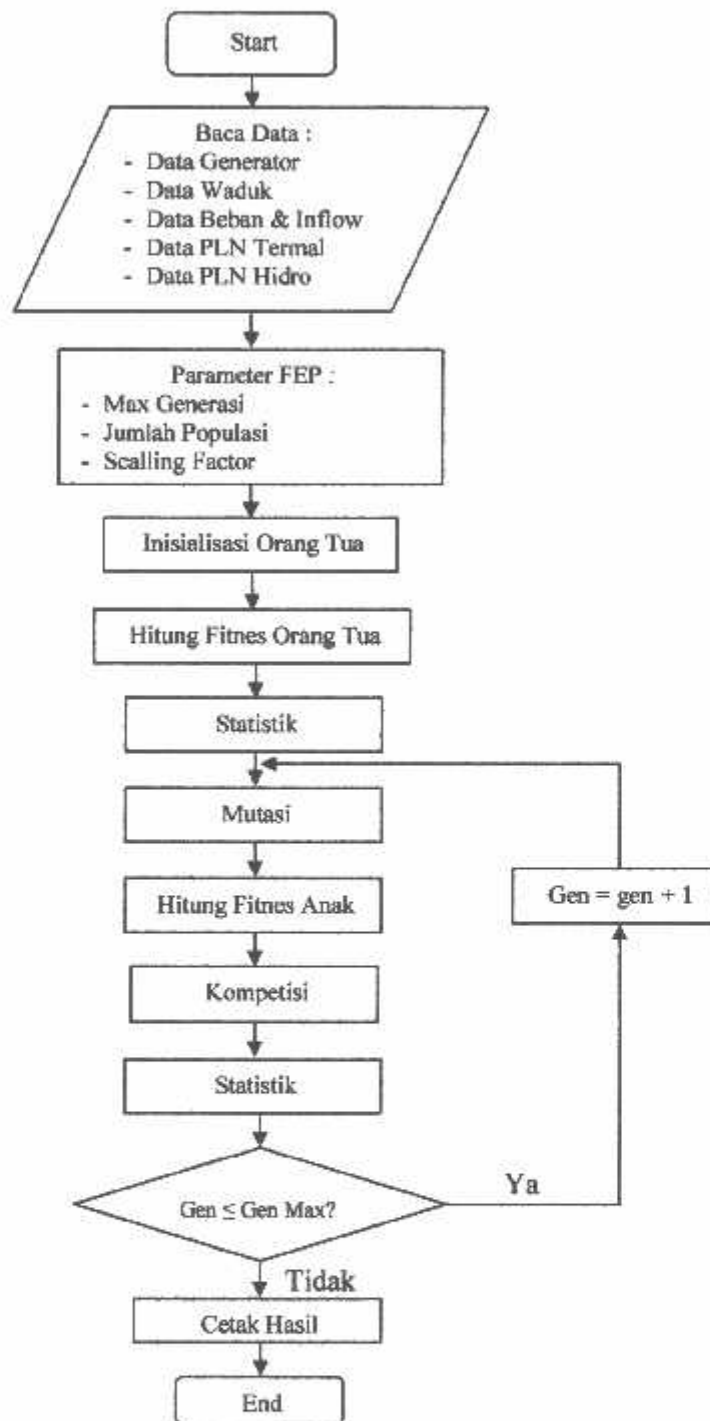 Start
Baca Data :
- Data Generator
- Data Waduk
- Data Beban & Inflow
- Data PLN Termal
- Data PLN Hidro
Parameter FEP :
- Max Generasi
- Jumlah Populasi
- Scalling Factor
Inisialisasi Orang Tua
Hitung Fitnes Orang Tua
Statistik
Mutasi
Hitung Fitnes Anak
Gen = gen + 1
Kompetisi
Statistik
Gen ≤ Gen Max?
Ya
Tidak
Cetak Hasil
End